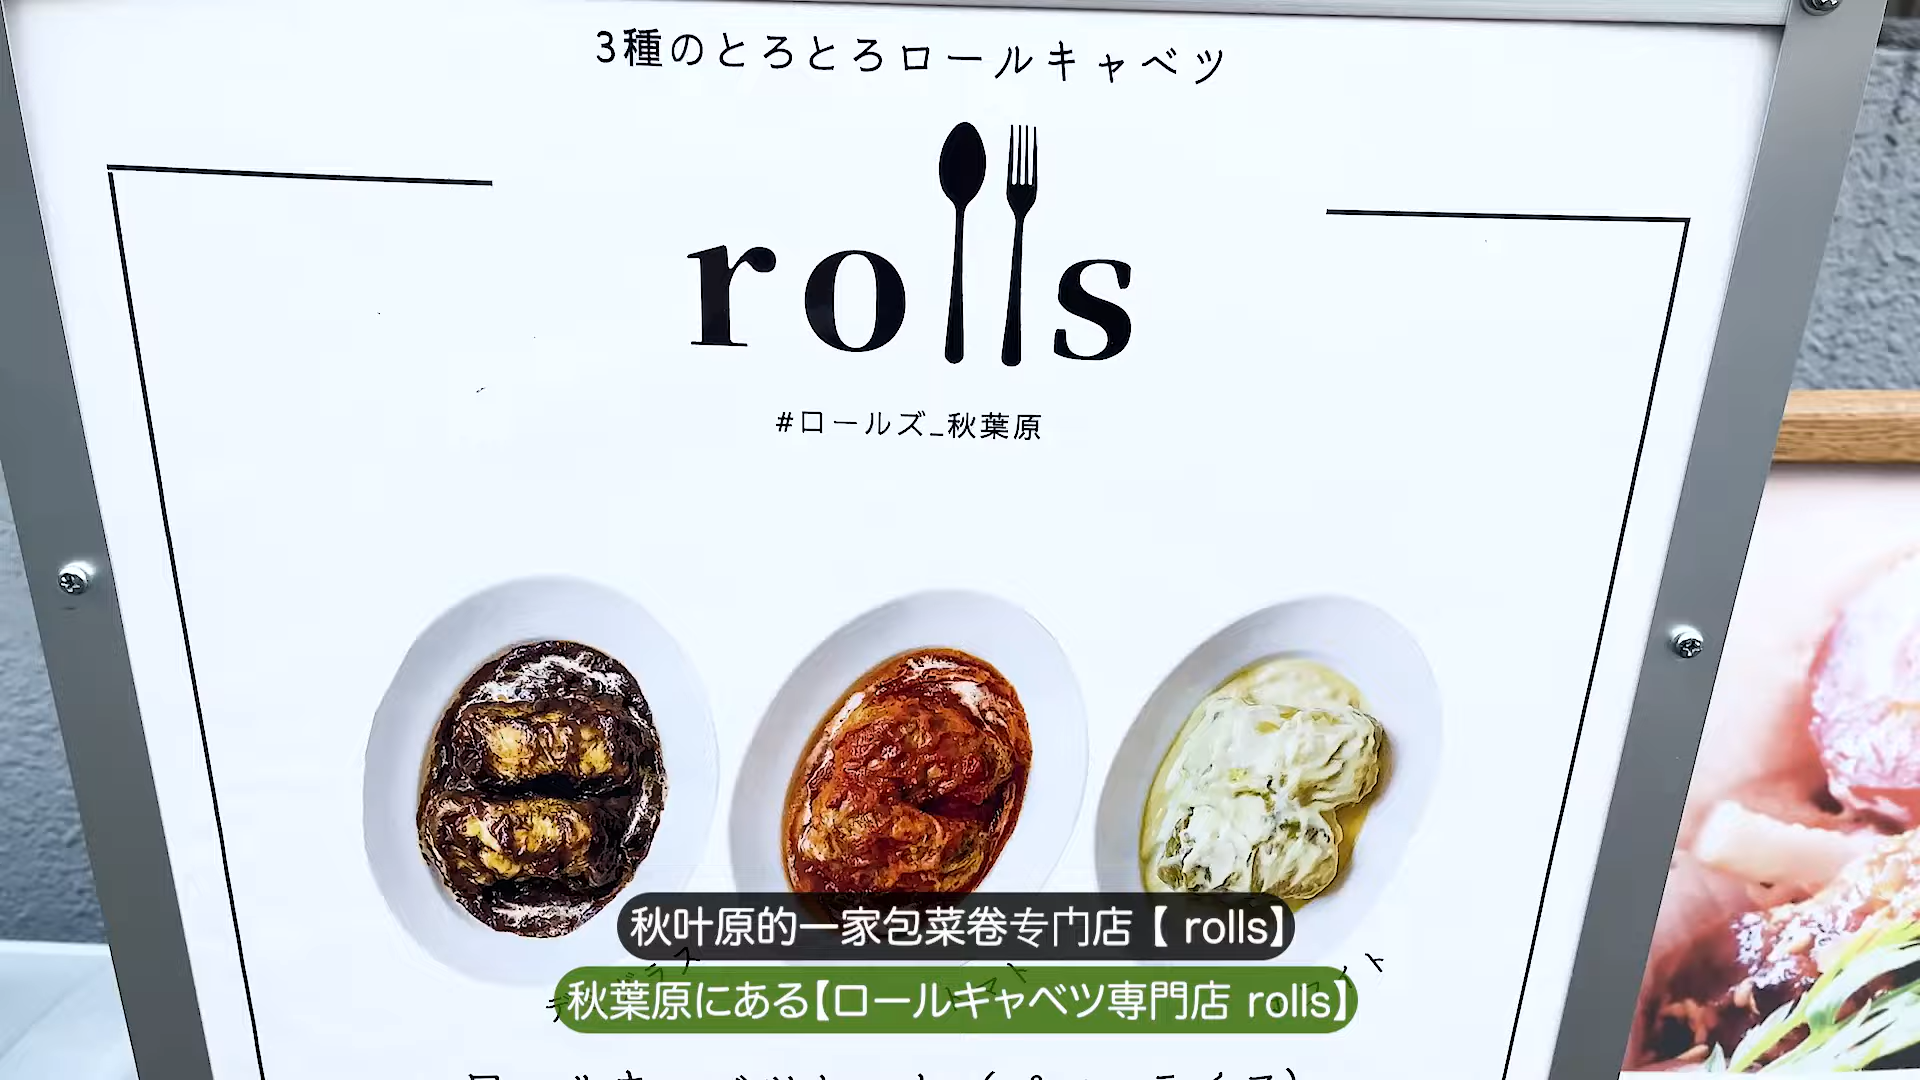 3種のとろとろロールキャベツ
rolls
#ロールズ_秋葉原
秋叶原的一家包菜卷专门店【 rolls】
秋葉原にある【ロールキャベツ専門店 rolls】